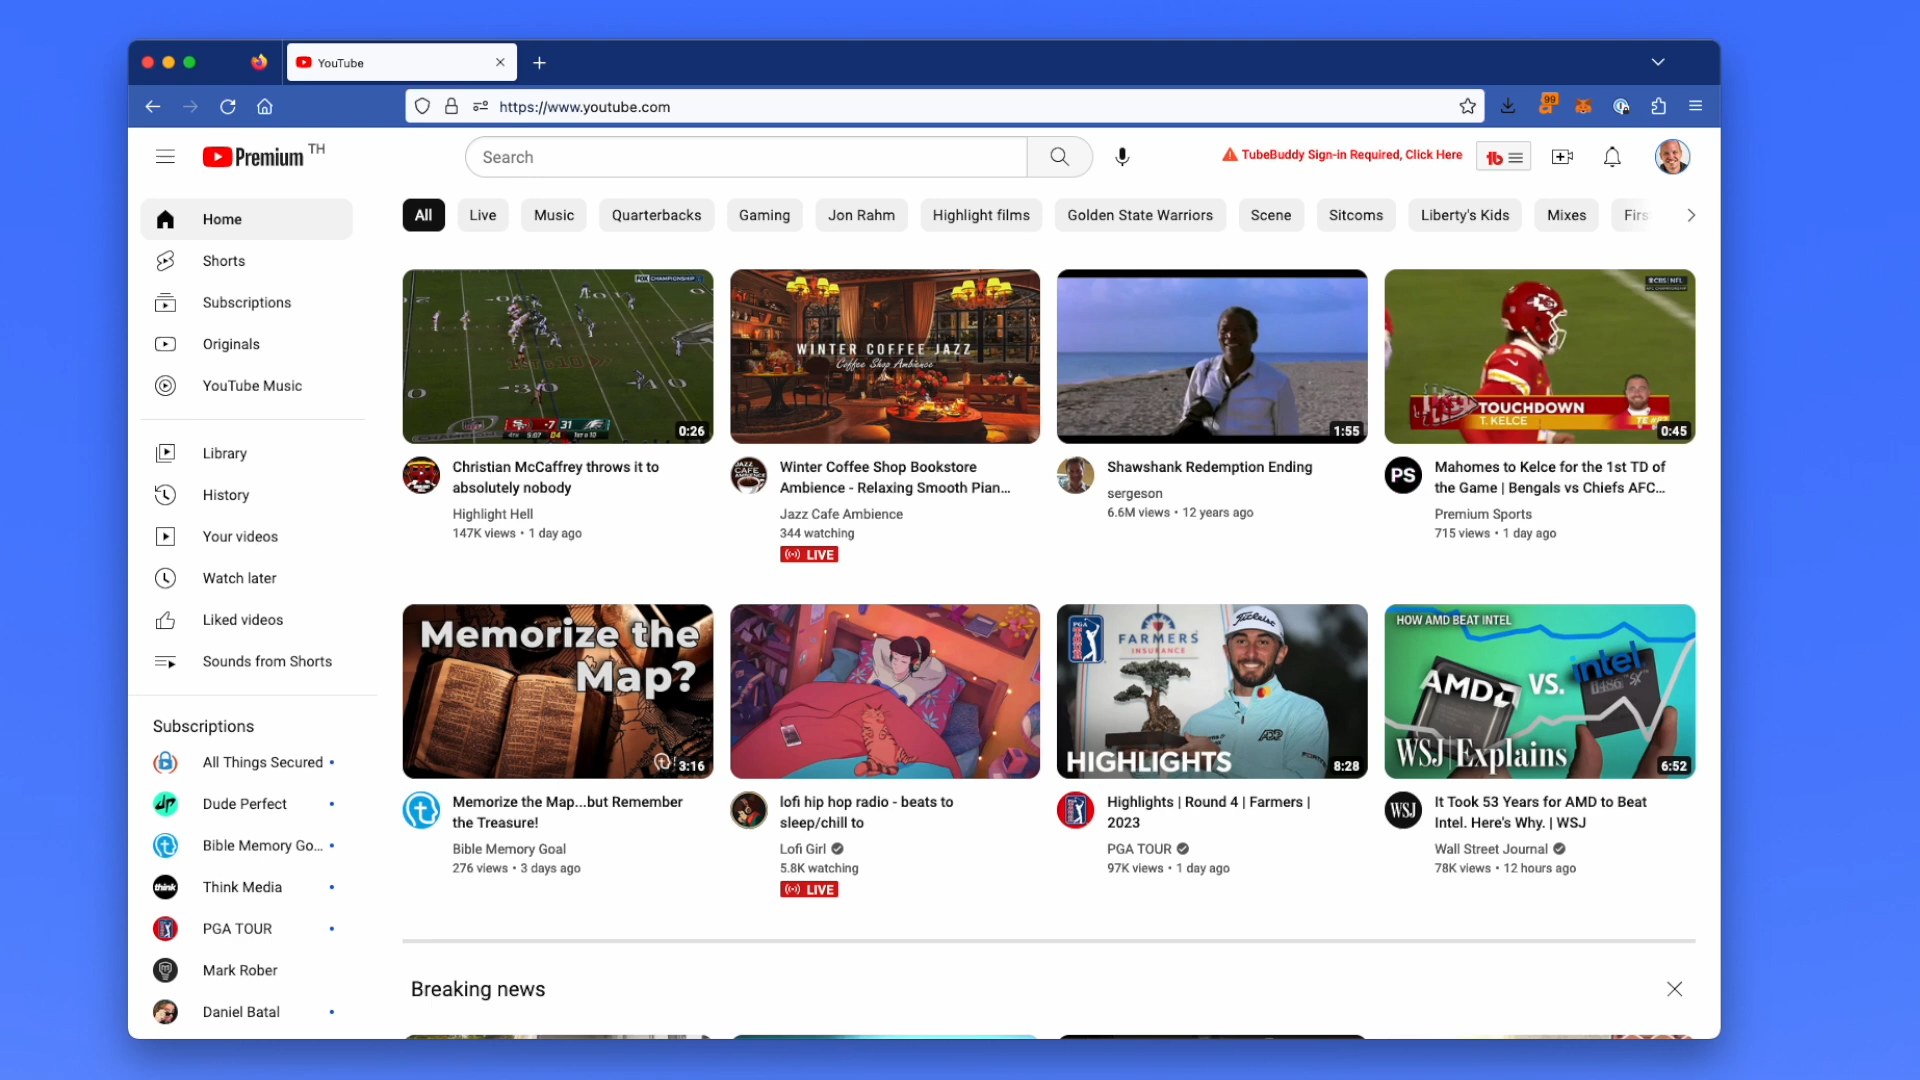 YouTube
https://www.youtube.com
99
Premium TH
Search
TubeBuddy Sign-in Required, Click Here
All
Live
Music
Quarterbacks
Gaming
Jon Rahm
Highlight films
Golden State Warriors
Scene
Sitcoms
Liberty's Kids
Mixes
Firs
Home
Shorts
Subscriptions
Originals
YouTube Music
Library
History
Your videos
Watch later
Liked videos
Sounds from Shorts
Subscriptions
All Things Secured
Dude Perfect
Bible Memory Go...
Think Media
PGA TOUR
Mark Rober
Daniel Batal
0:26
Christian McCaffrey throws it to
absolutely nobody
Highlight Hell
147K views • 1 day ago
WINTER COFFEE JAZZ
Coffee Shop Ambience
Winter Coffee Shop Bookstore
Ambience - Relaxing Smooth Pian...
Jazz Cafe Ambience
344 watching
LIVE
1:55
Shawshank Redemption Ending
sergeson
6.6M views • 12 years ago
TOUCHDOWN
T. KELCE
0:45
PS
Mahomes to Kelce for the 1st TD of
the Game | Bengals vs Chiefs AFC...
Premium Sports
715 views • 1 day ago
Memorize the
Map?
3:16
Memorize the Map...but Remember
the Treasure!
Bible Memory Goal
276 views • 3 days ago
lofi hip hop radio - beats to
sleep/chill to
Lofi Girl
5.8K watching
LIVE
FARMERS
INSURANCE
Titleist
ADP
HIGHLIGHTS
8:28
Highlights | Round 4 | Farmers |
2023
PGA TOUR
97K views • 1 day ago
HOW AMD BEAT INTEL
AMD VS. intel
WSJ Explains
6:52
WSJ
It Took 53 Years for AMD to Beat
Intel. Here's Why. | WSJ
Wall Street Journal
78K views • 12 hours ago
Breaking news